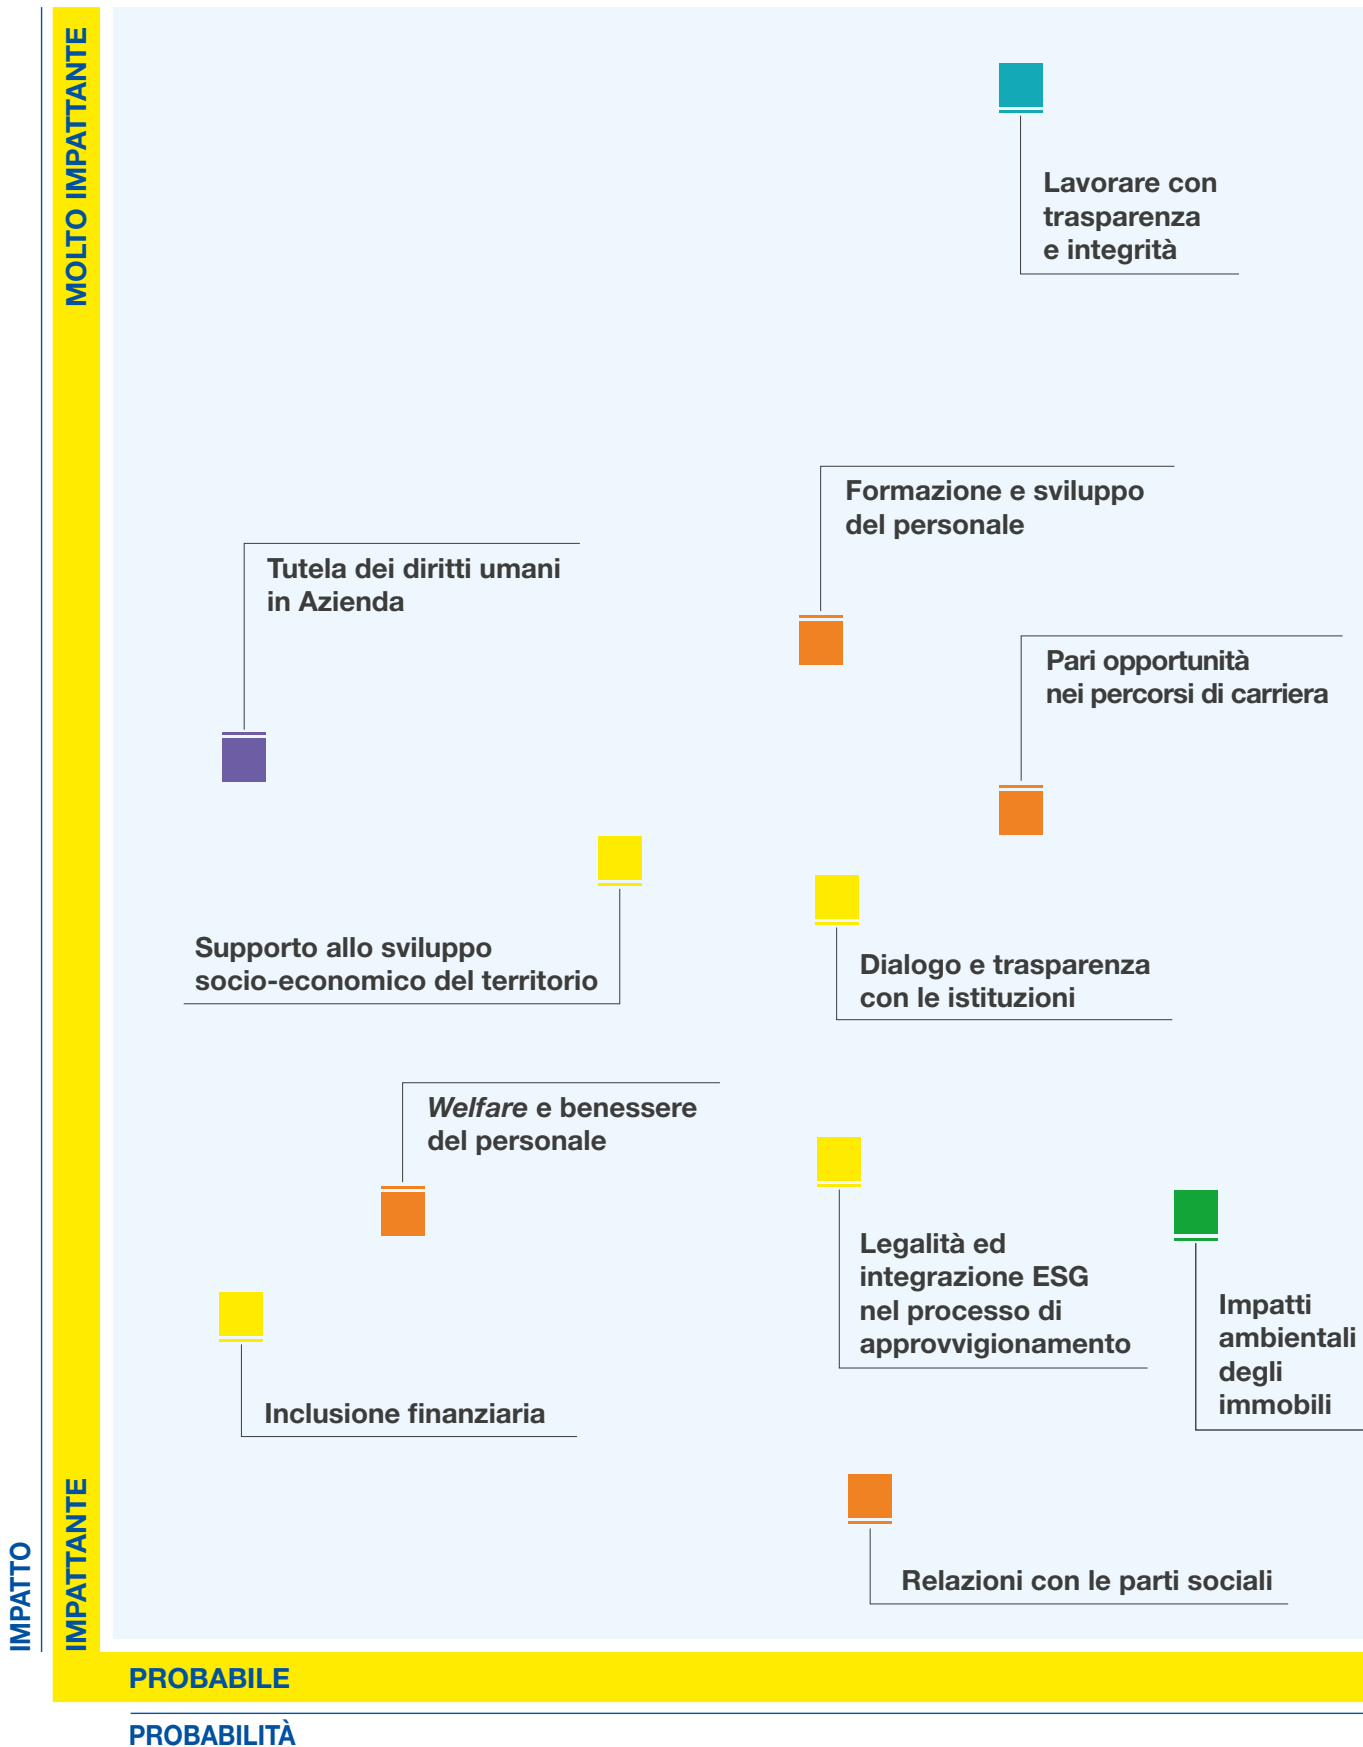 MOLTO IMPATTANTE
Lavorare con
trasparenza
e integrità
Formazione e sviluppo
del personale
Tutela dei diritti umani
in Azienda
Pari opportunità
nei percorsi di carriera
Supporto allo sviluppo
socio-economico del territorio
Dialogo e trasparenza
con le istituzioni
Welfare e benessere
del personale
Legalità ed
integrazione ESG
nel processo di
approvvigionamento
Impatti
ambientali
degli
immobili
Inclusione finanziaria
Relazioni con le parti sociali
IMPATTANTE
IMPATTO
PROBABILE
PROBABILITÀ